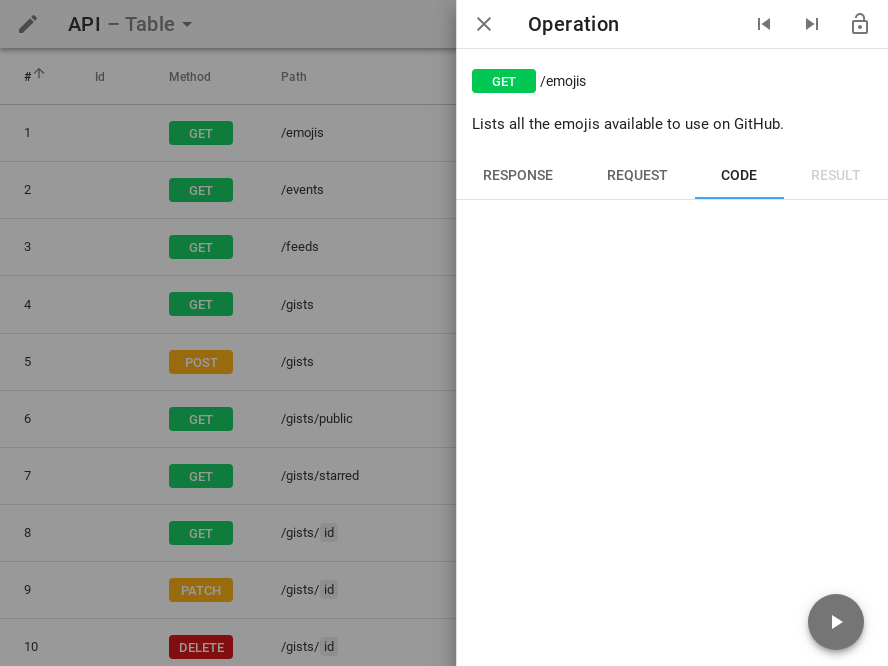 API – Table
# Id Method Path
1 GET /emojis
2 GET /events
3 GET /feeds
4 GET /gists
5 POST /gists
6 GET /gists/public
7 GET /gists/starred
8 GET /gists/ id
9 PATCH /gists/ id
10 DELETE /gists/ id
Operation
GET /emojis
Lists all the emojis available to use on GitHub.
RESPONSE REQUEST CODE RESULT